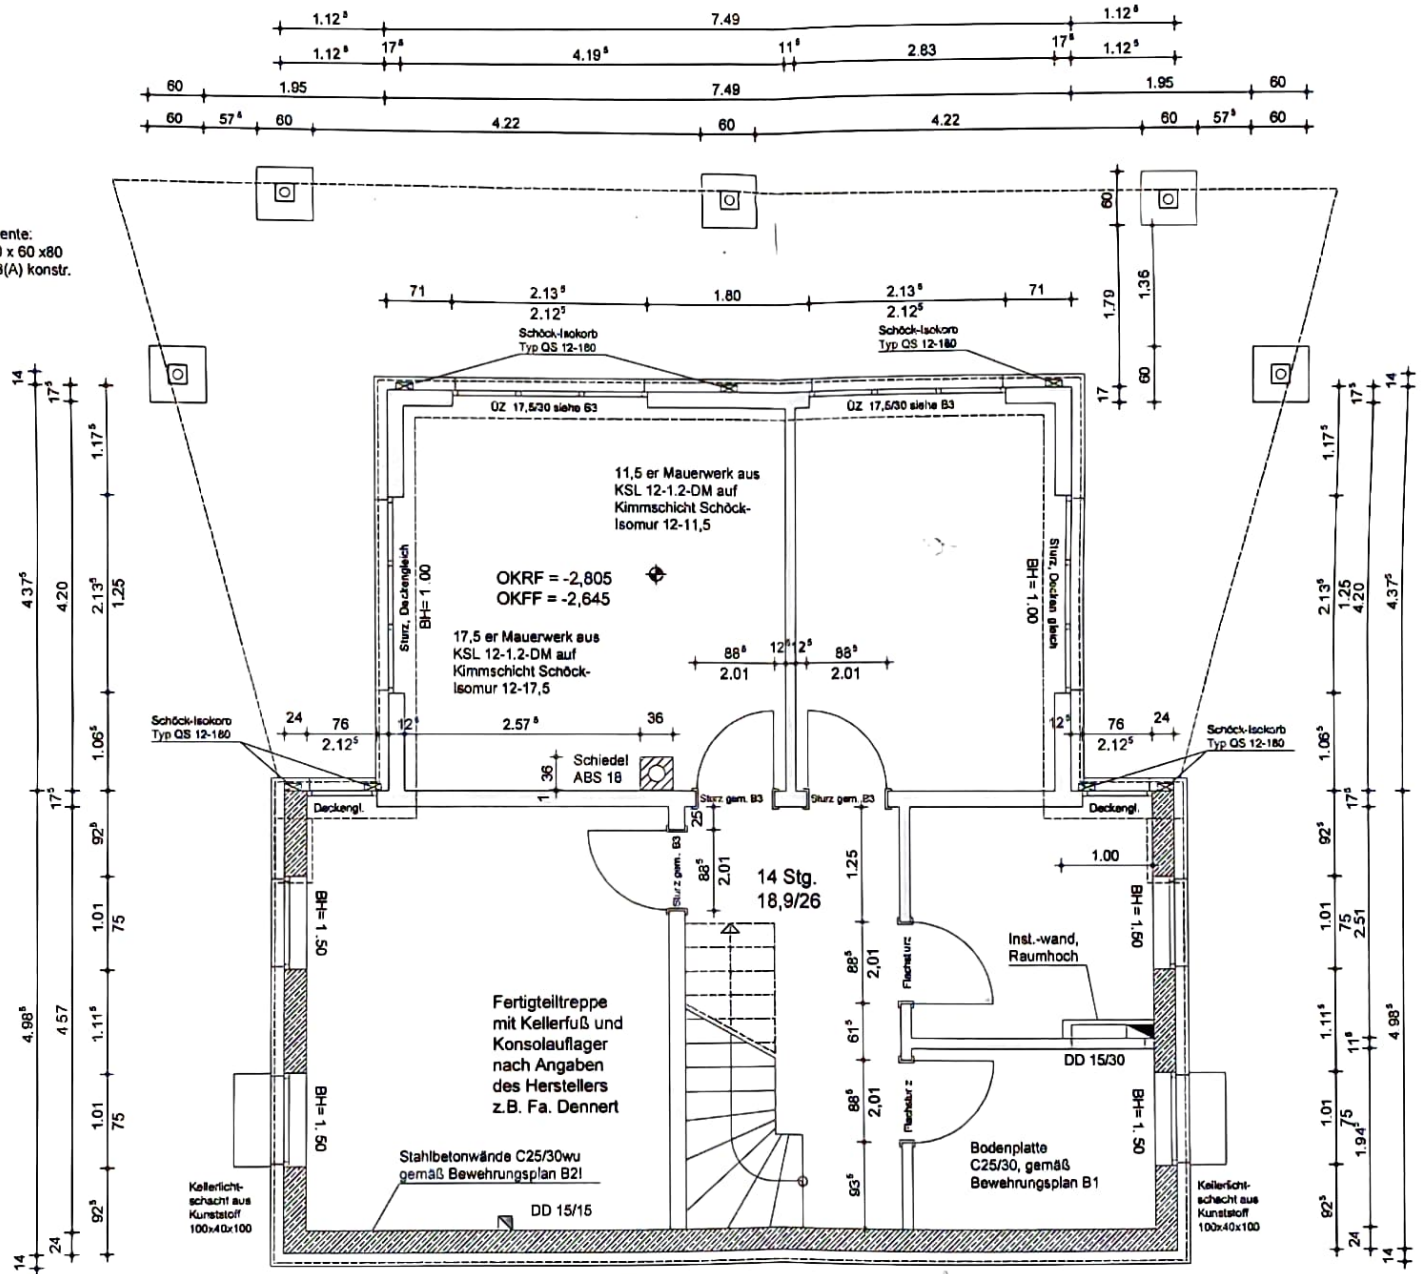 1.12⁵ 7.49 1.12⁵
1.12⁵ 17⁵ 4.19⁵ 11⁵ 2.83 17⁵ 1.12⁵
60 1.95 7.49 1.95 60
60 57⁵ 60 4.22 60 4.22 60 57⁵ 60
ente:
x 60 x80
(A) konstr.
60
1.79
17
1.36
60
71 2.13⁵ 1.80 2.13⁵ 71
2.12⁵ 2.12⁵
Schöck-Isokorb
Typ QS 12-180
Schöck-Isokorb
Typ QS 12-180
ÜZ 17,5/30 siehe B3
ÜZ 17,5/30 siehe B3
11,5 er Mauerwerk aus
KSL 12-1.2-DM auf
Kimmschicht Schöck-
Isomur 12-11,5
OKRF = -2,805
OKFF = -2,645
17,5 er Mauerwerk aus
KSL 12-1.2-DM auf
Kimmschicht Schöck-
Isomur 12-17,5
Sturz, Deckengleich
BH= 1.00
Sturz, Decken gleich
BH= 1.00
88⁵ 12⁵ 12⁵ 88⁵
2.01 2.01
Schöck-Isokorb
Typ QS 12-180
24 76 12⁵ 2.57⁵ 36
2.12⁵
12⁵ 76 24
2.12⁵
Schöck-Isokorb
Typ QS 12-180
1 36
Schiedel
ABS 18
Deckengl.
Sturz gem. B3
Sturz gem. B3
Deckengl.
25⁵
Sturz gem. B3
88⁵
2.01
14 Stg.
18,9/26
1.25
88⁵
2,01
61⁵
88⁵
2,01
93⁵
Flachsturz
Flachsturz
1.00
Inst.-wand,
Raumhoch
DD 15/30
BH= 1.50
BH= 1.50
BH= 1.50
BH= 1.50
Fertigteiltreppe
mit Kellerfuß und
Konsolauflager
nach Angaben
des Herstellers
z.B. Fa. Dennert
Stahlbetonwände C25/30wu
gemäß Bewehrungsplan B2!
DD 15/15
Bodenplatte
C25/30, gemäß
Bewehrungsplan B1
Kellerlicht-
schacht aus
Kunststoff
100x40x100
Kellerlicht-
schacht aus
Kunststoff
100x40x100
14
4.37⁵
4.98⁵
14
17⁵
4.20
17⁵
4 57
24
1.17⁵
2.13⁵
1.25
1.06⁵
92⁵
1.01
75
1.11⁵
1.01
75
92⁵
1.17⁵
2.13⁵
1.25
1.06⁵
92⁵
1.01
75
1.11⁵
1.01
75
92⁵
17⁵
4.20
17⁵
2.51
11⁵
1.94⁵
24
14
4.37⁵
4 98⁵
14